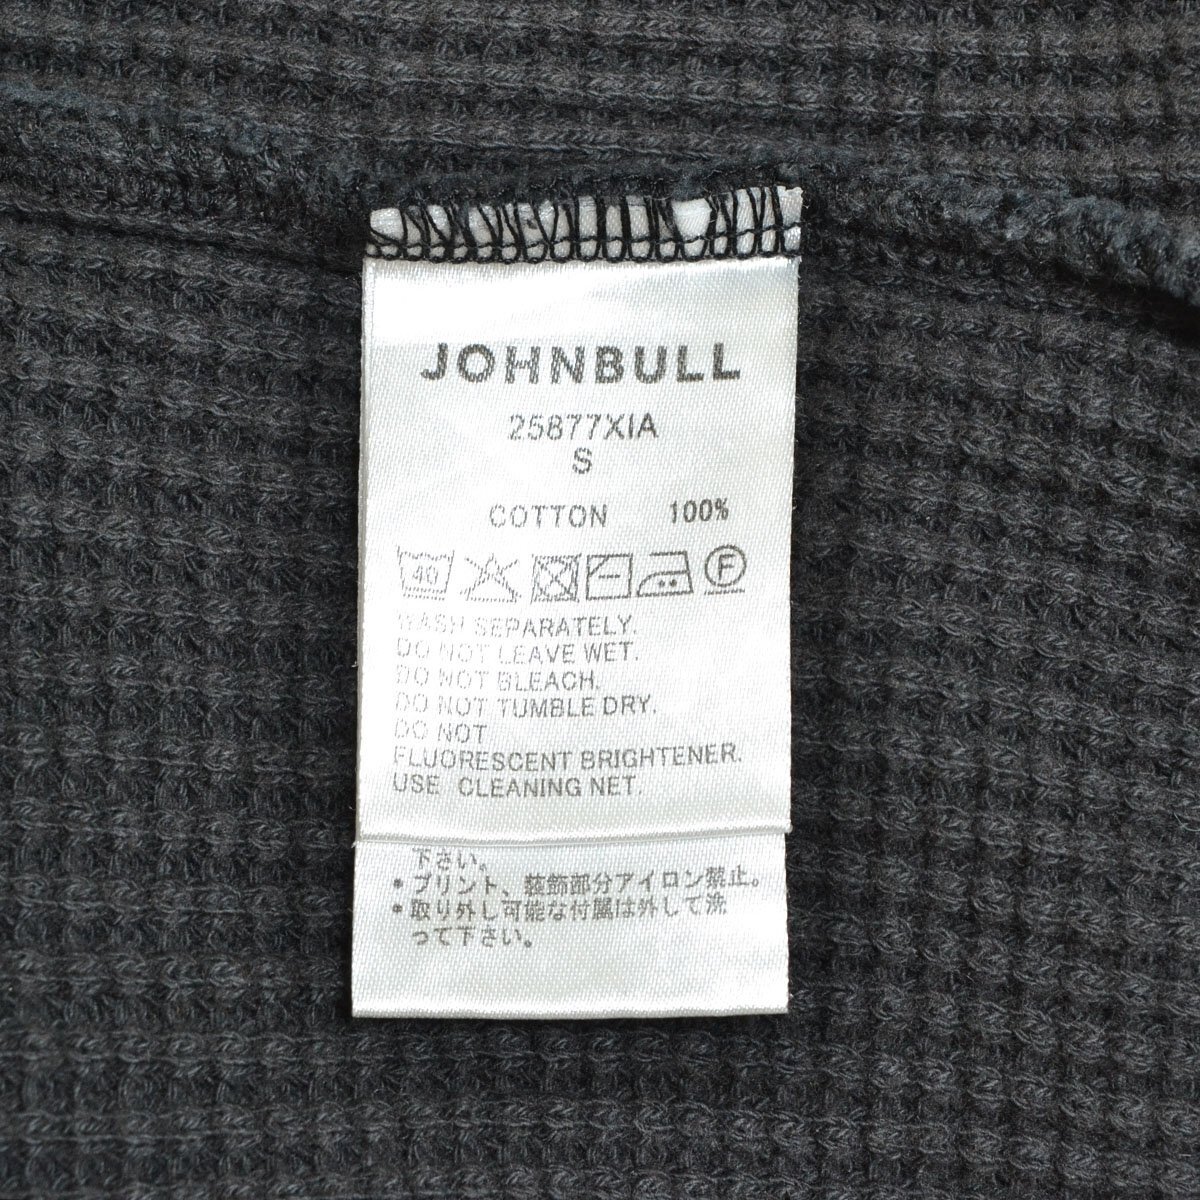 JOHNBULL
25877XIA
S
COTTON 100%
40 F
WASH SEPARATELY.
DO NOT LEAVE WET.
DO NOT BLEACH.
DO NOT TUMBLE DRY.
DO NOT
FLUORESCENT BRIGHTENER.
USE CLEANING NET.
下さい。
•プリント、装飾部分アイロン禁止。
•取り外し可能な付属は外して洗
って下さい。